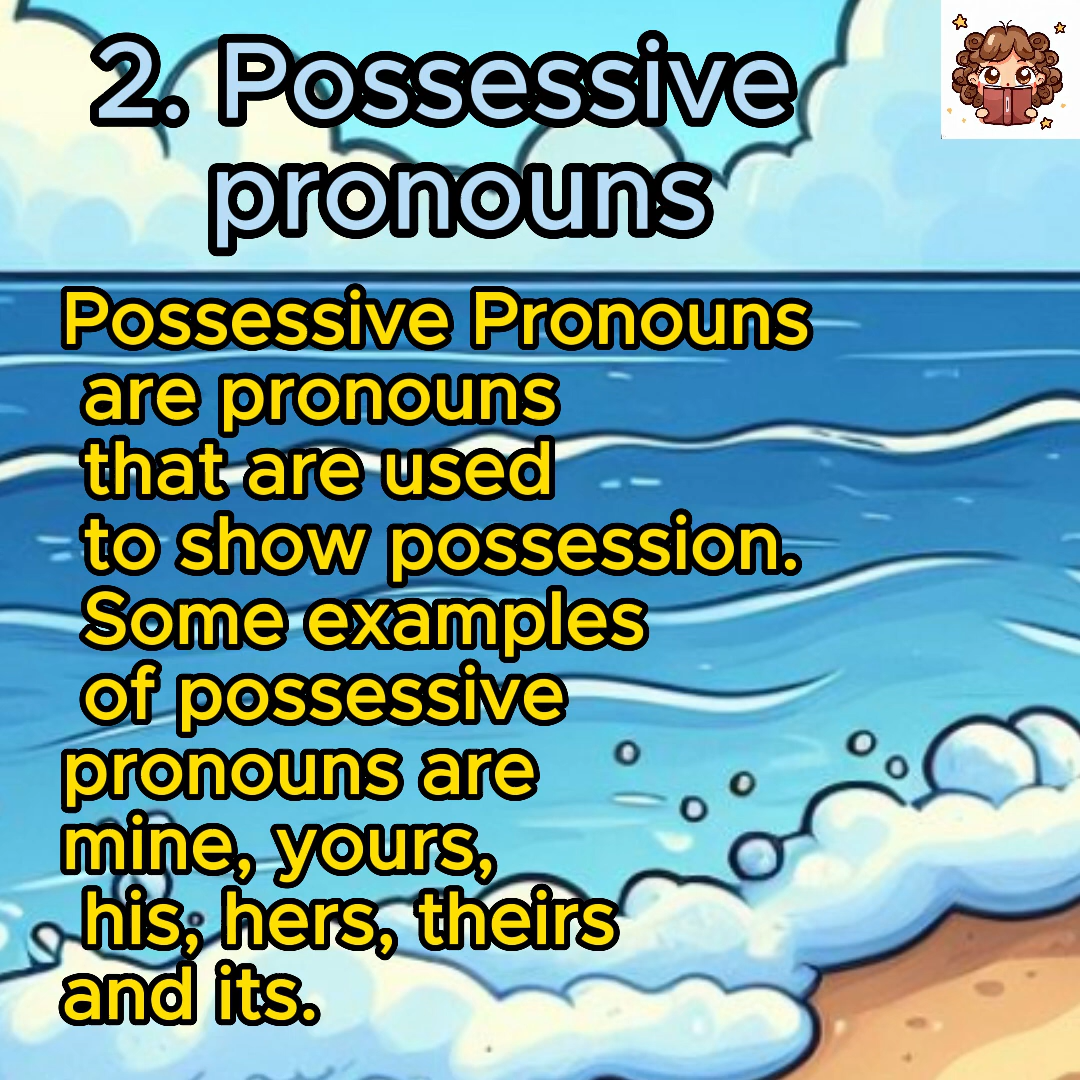 2. Possessive
pronouns
Possessive Pronouns
are pronouns
that are used
to show possession.
Some examples
of possessive
pronouns are
mine, yours,
his, hers, theirs
and its.